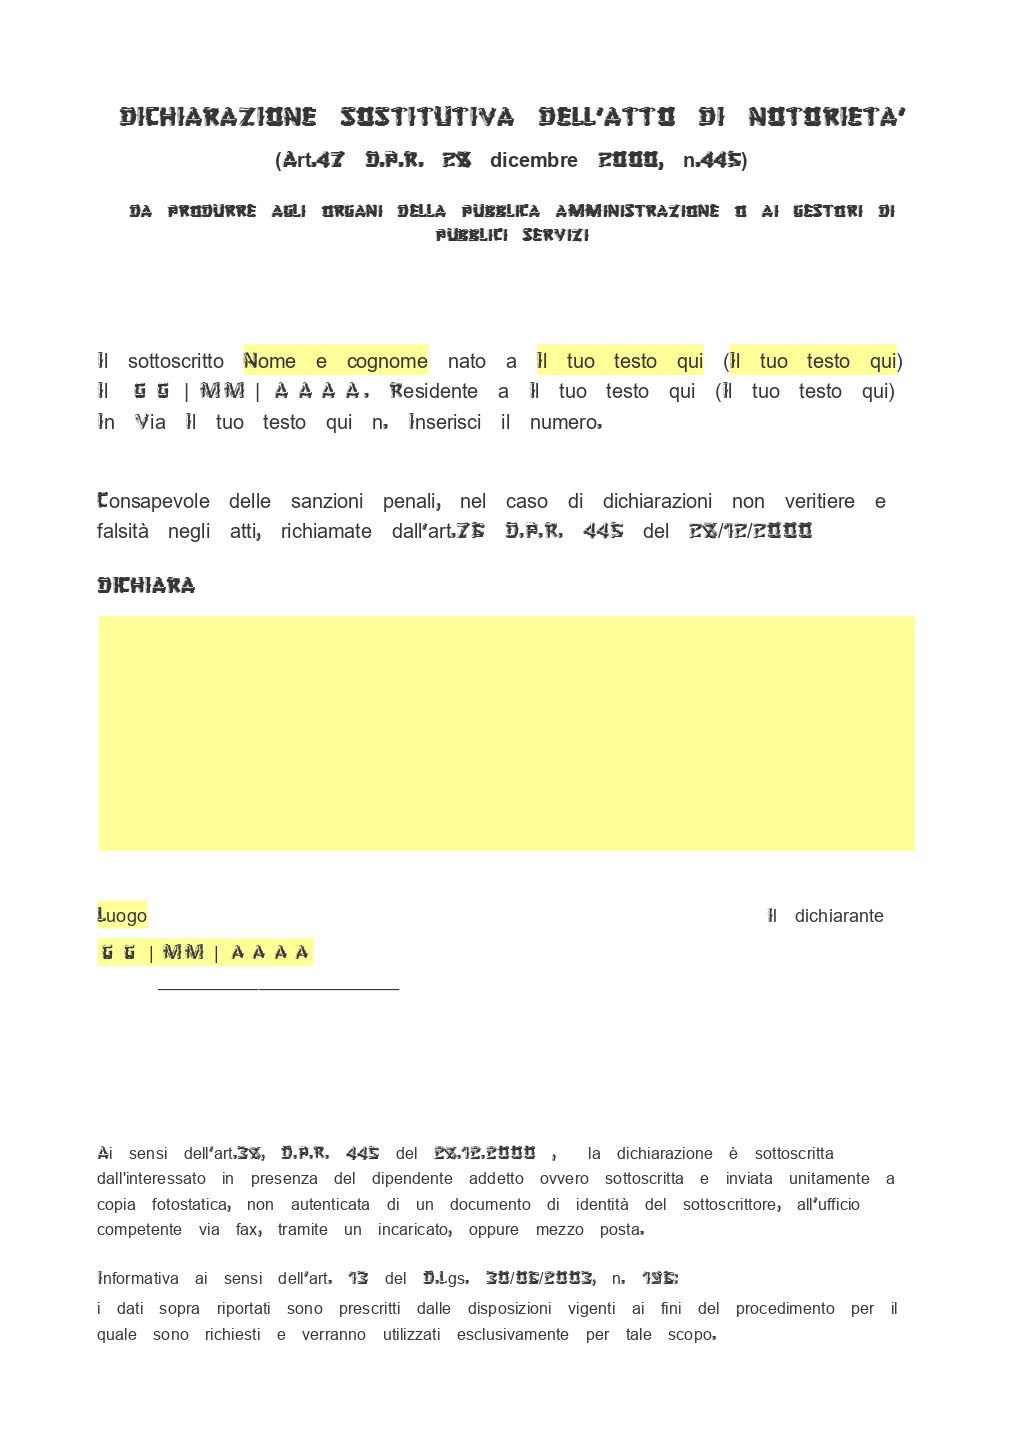 DICHIARAZIONE SOSTITUTIVA DELL'ATTO DI NOTORIETA'
(Art.47 D.P.R. 28 dicembre 2000, n.445)
DA PRODURRE AGLI ORGANI DELLA PUBBLICA AMMINISTRAZIONE O AI GESTORI DI
PUBBLICI SERVIZI
Il sottoscritto Nome e cognome nato a Il tuo testo qui (Il tuo testo qui)
Il G G | MM | A A A A. Residente a Il tuo testo qui (Il tuo testo qui)
In Via Il tuo testo qui n. Inserisci il numero.
Consapevole delle sanzioni penali, nel caso di dichiarazioni non veritiere e
falsità negli atti, richiamate dall'art.76 D.P.R. 445 del 28/12/2000
DICHIARA
Luogo Il dichiarante
G G | MM | A A A A
________________________
Ai sensi dell'art.38, D.P.R. 445 del 28.12.2000 , la dichiarazione è sottoscritta
dall'interessato in presenza del dipendente addetto ovvero sottoscritta e inviata unitamente a
copia fotostatica, non autenticata di un documento di identità del sottoscrittore, all'ufficio
competente via fax, tramite un incaricato, oppure mezzo posta.
Informativa ai sensi dell'art. 13 del D.Lgs. 30/06/2003, n. 196:
i dati sopra riportati sono prescritti dalle disposizioni vigenti ai fini del procedimento per il
quale sono richiesti e verranno utilizzati esclusivamente per tale scopo.